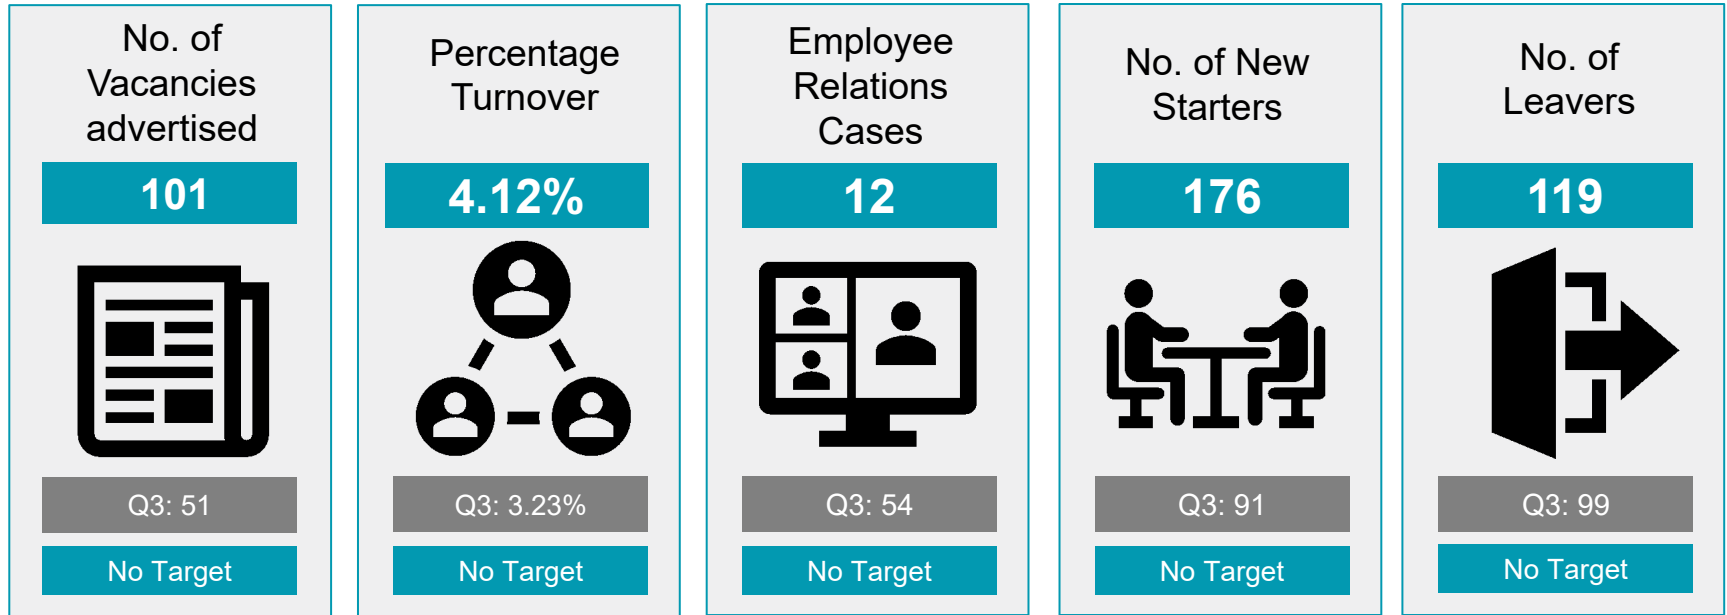 No. of
Vacancies
advertised
101
Q3: 51
No Target
Percentage
Turnover
4.12%
Q3: 3.23%
No Target
Employee
Relations
Cases
12
Q3: 54
No Target
No. of New
Starters
176
Q3: 91
No Target
No. of
Leavers
119
Q3: 99
No Target